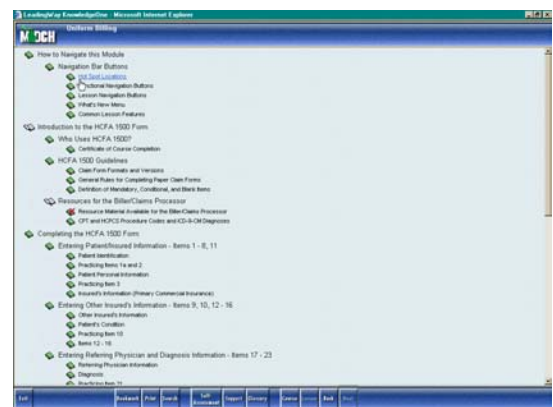 LeadingWay KnowledgeOne - Microsoft Internet Explorer
Uniform Billing
How to Navigate this Module
Navigation Bar Buttons
Hot Spot Locations
Functional Navigation Buttons
Lesson Navigation Buttons
What's New Menu
Common Lesson Features
Introduction to the HCFA 1500 Form
Who Uses HCFA 1500?
Certificate of Course Completion
HCFA 1500 Guidelines
Claim Form Formats and Versions
General Rules for Completing Paper Claim Forms
Definition of Mandatory, Conditional, and Blank Items
Resources for the Biller/Claims Processor
Resource Material Available for the Biller/Claims Processor
CPT and HCPCS Procedure Codes and ICD-9-CM Diagnoses
Completing the HCFA 1500 Form
Entering Patient/Insured Information - Items 1 - 8, 11
Patient Identification
Practicing Items 1a and 2
Patient Personal Information
Practicing Item 3
Insured's Information (Primary Commercial Insurance)
Entering Other Insured's Information - Items 9, 10, 12 - 16
Other Insured's Information
Patient's Condition
Practicing Item 10
Items 12 - 16
Entering Referring Physician and Diagnosis Information - Items 17 - 23
Referring Physician Information
Diagnosis
Practicing Item 21
Exit Bookmark Print Search Self-Assessment Support Glossary Course Lesson Back Next